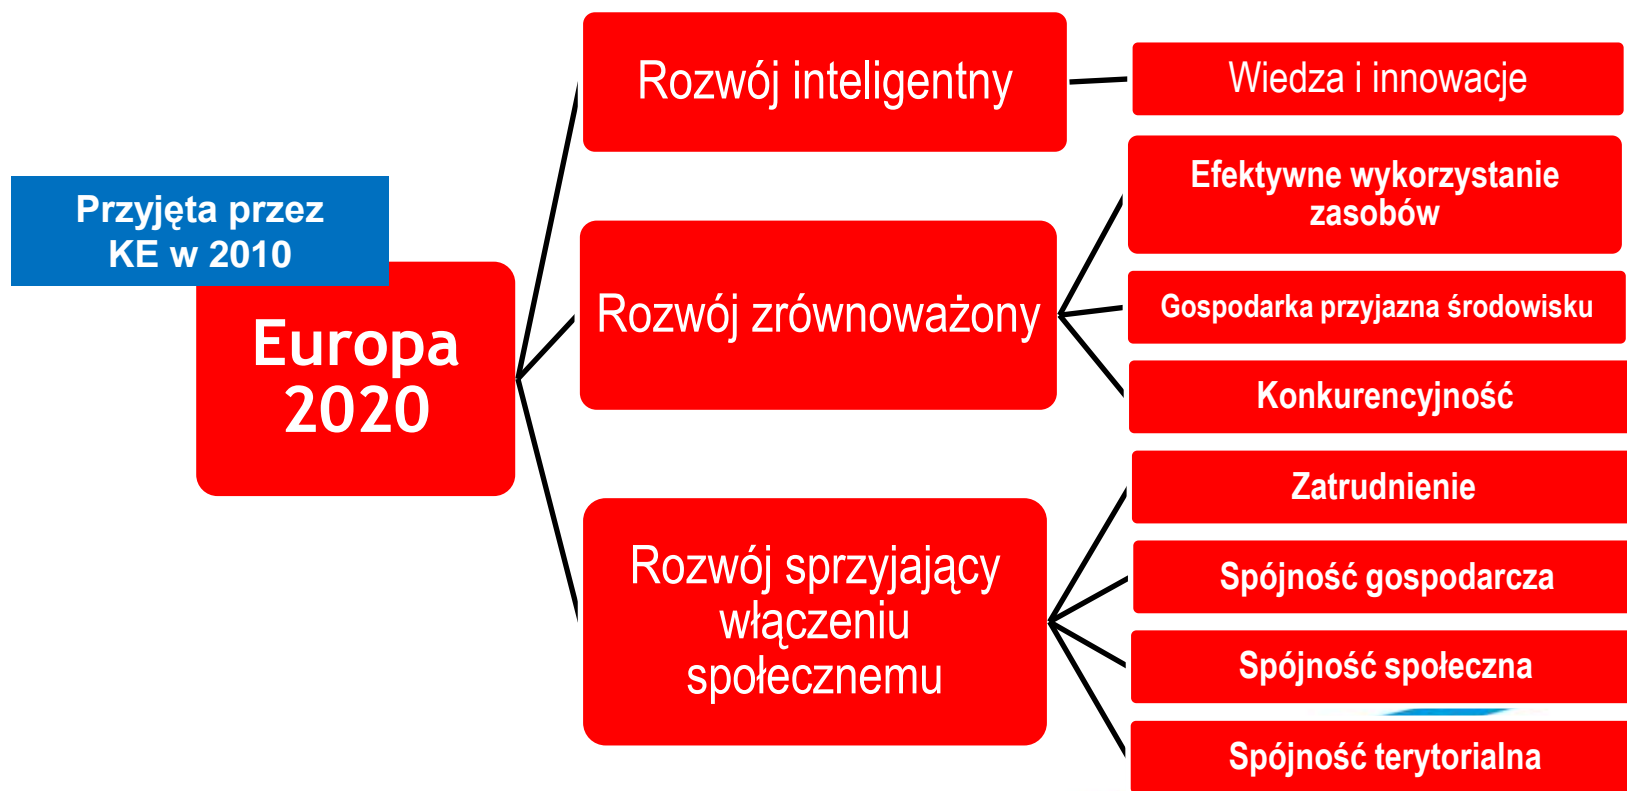 Przyjęta przez
KE w 2010
Europa
2020
Rozwój inteligentny
Wiedza i innowacje
Rozwój zrównoważony
Efektywne wykorzystanie
zasobów
Gospodarka przyjazna środowisku
Konkurencyjność
Rozwój sprzyjający
włączeniu
społecznemu
Zatrudnienie
Spójność gospodarcza
Spójność społeczna
Spójność terytorialna